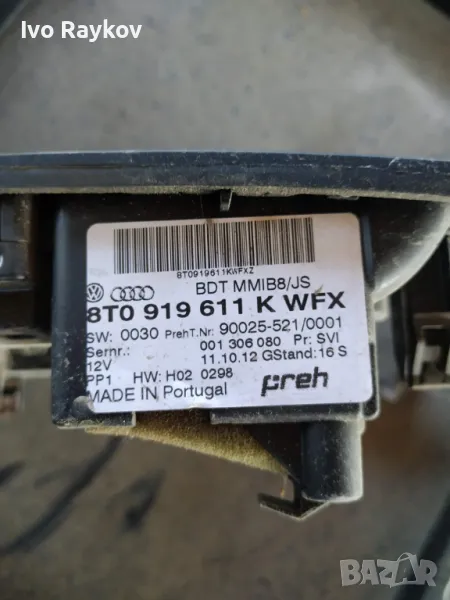 Ivo Raykov
8T0919611KWFXZ
BDT MMIB8/JS
8T0 919 611 K WFX
SW: 0030 PrehT.Nr: 90025-521/0001
Sernr.: 001 306 080 Pr: SVI
12V 11.10.12 GStand: 16 S
PP1 HW: H02 0298 preh
MADE IN Portugal
BAZAR